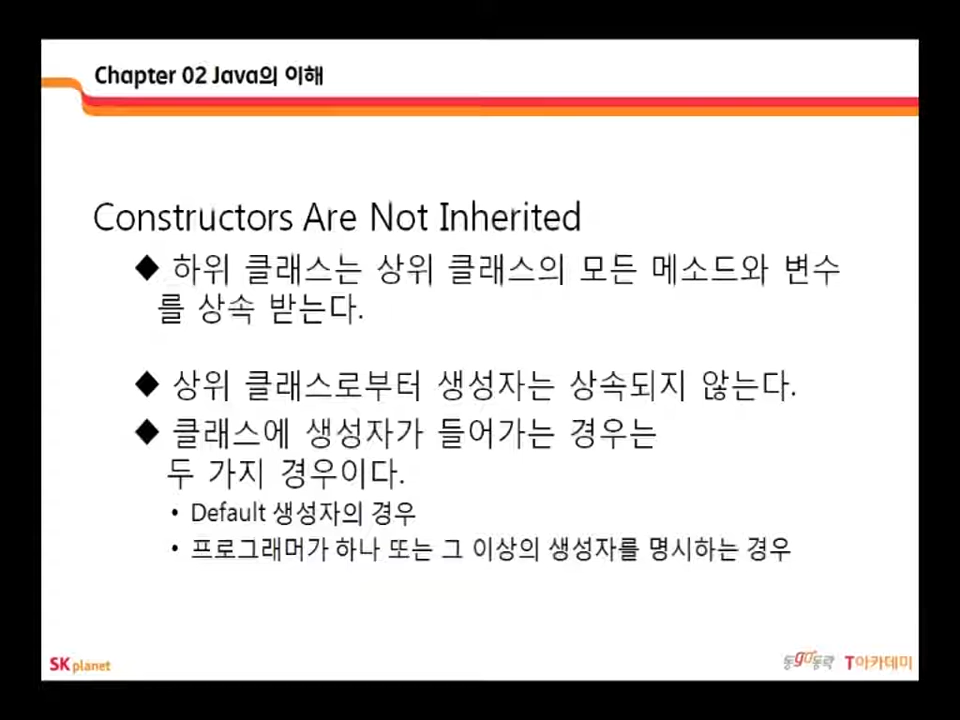 Chapter 02 Java의 이해
Constructors Are Not Inherited
◆ 하위 클래스는 상위 클래스의 모든 메소드와 변수
를 상속 받는다.
◆ 상위 클래스로부터 생성자는 상속되지 않는다.
◆ 클래스에 생성자가 들어가는 경우는
두 가지 경우이다.
• Default 생성자의 경우
• 프로그래머가 하나 또는 그 이상의 생성자를 명시하는 경우
SK planet
동go동락 T아카데미